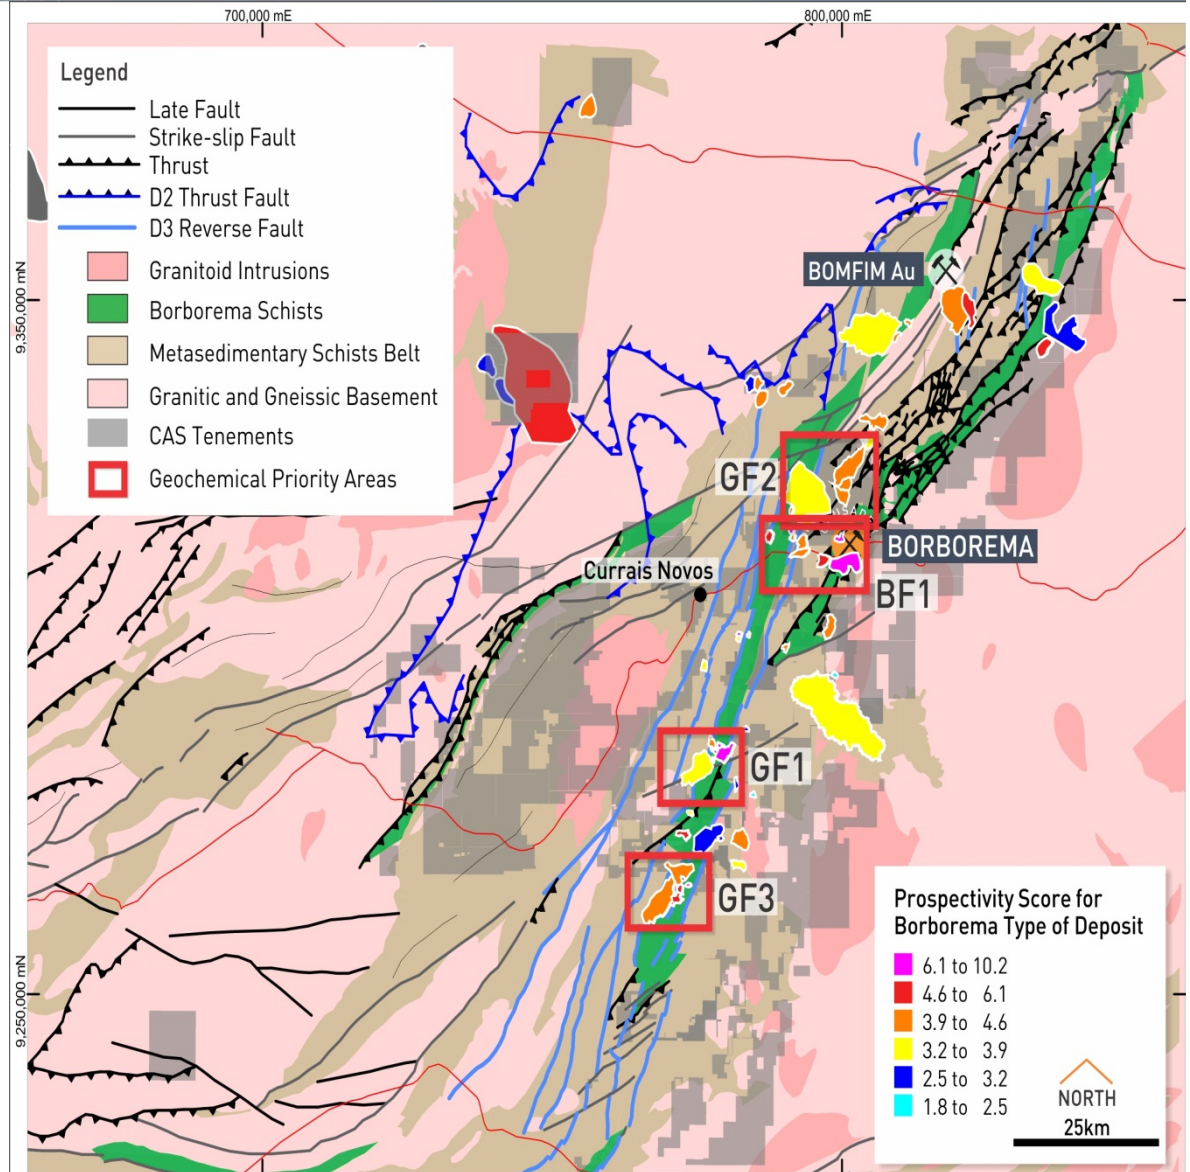 700,000 mE
800,000 mE
Legend
Late Fault
Strike-slip Fault
Thrust
D2 Thrust Fault
D3 Reverse Fault
Granitoid Intrusions
Borborema Schists
Metasedimentary Schists Belt
Granitic and Gneissic Basement
CAS Tenements
Geochemical Priority Areas
9,350,000 mN
BOMFIM Au
GF2
BORBOREMA
Currais Novos
BF1
GF1
GF3
9,250,000 mN
Prospectivity Score for
Borborema Type of Deposit
6.1 to 10.2
4.6 to 6.1
3.9 to 4.6
3.2 to 3.9
2.5 to 3.2
1.8 to 2.5
NORTH
25km